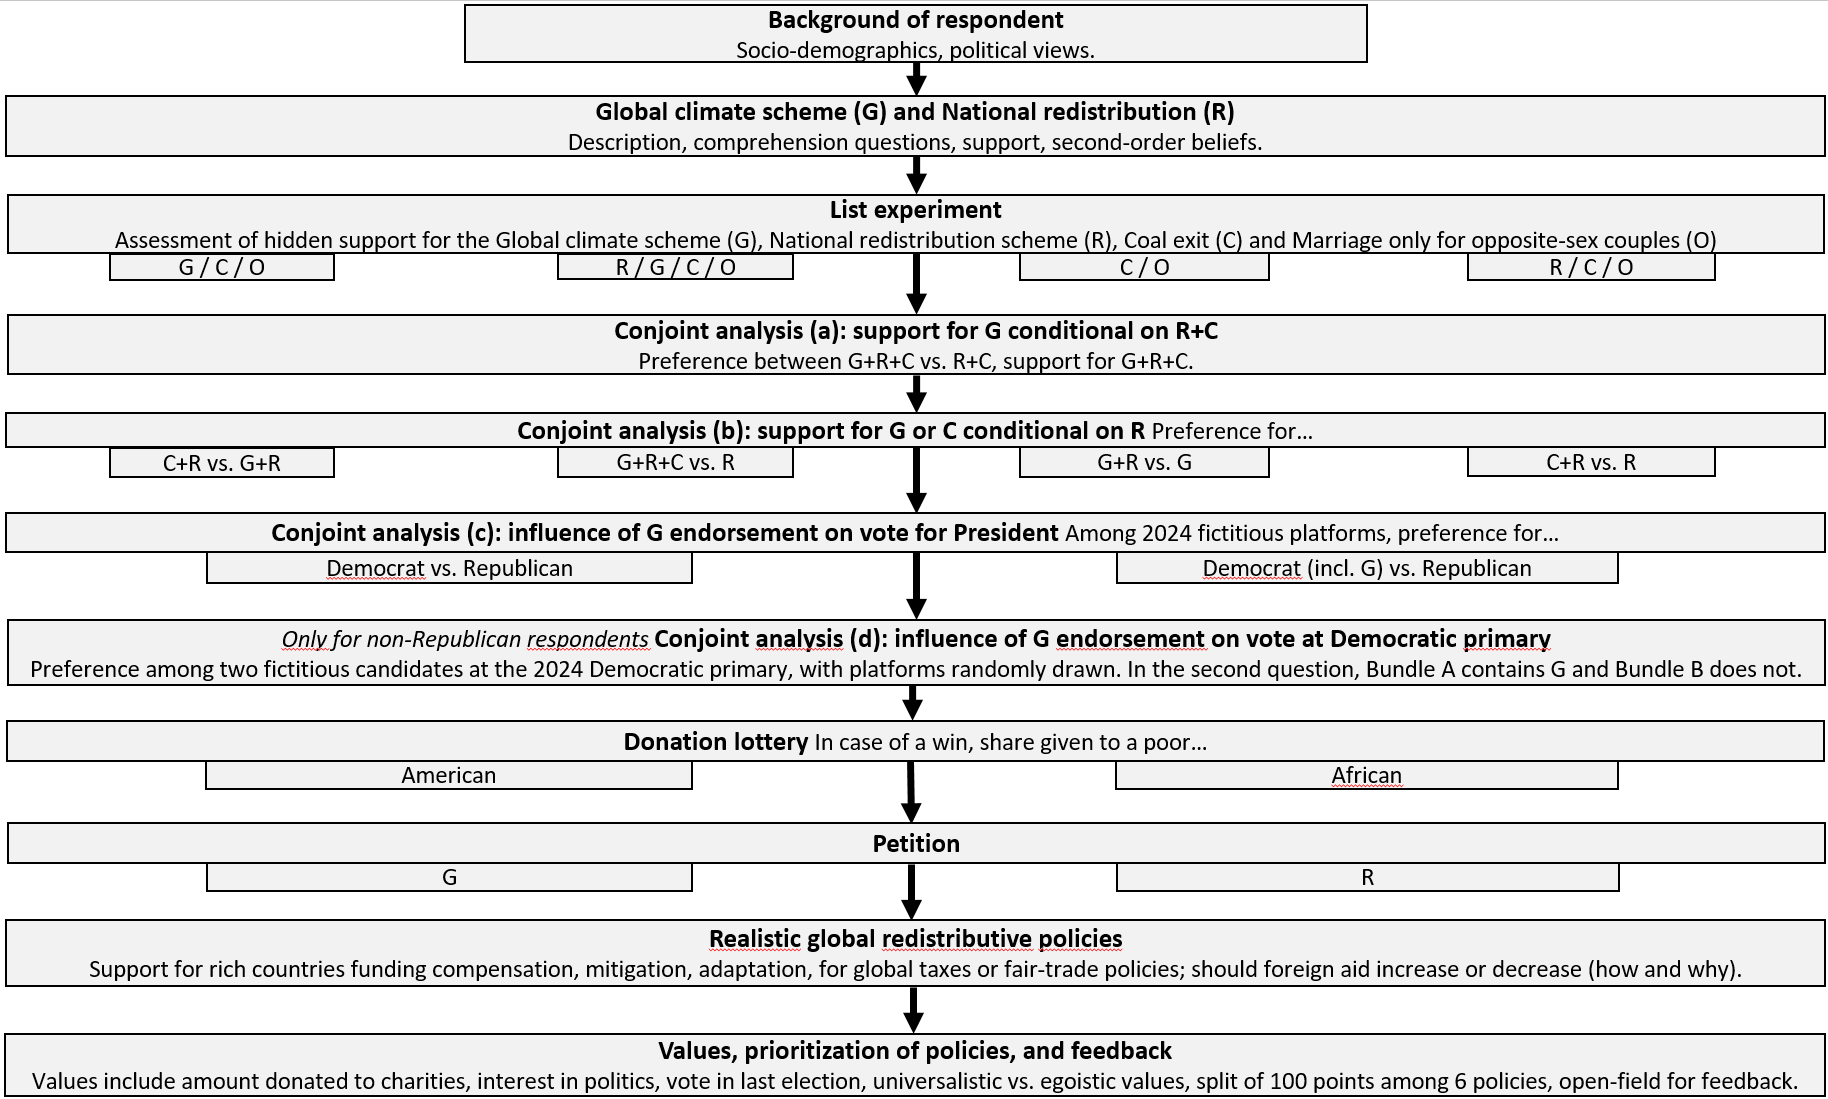 Background of respondent
Socio-demographics, political views.
Global climate scheme (G) and National redistribution (R)
Description, comprehension questions, support, second-order beliefs.
List experiment
Assessment of hidden support for the Global climate scheme (G), National redistribution scheme (R), Coal exit (C) and Marriage only for opposite-sex couples (O)
G / C / O
R / G / C / O
C / O
R / C / O
Conjoint analysis (a): support for G conditional on R+C
Preference between G+R+C vs. R+C, support for G+R+C.
Conjoint analysis (b): support for G or C conditional on R Preference for…
C+R vs. G+R
G+R+C vs. R
G+R vs. G
C+R vs. R
Conjoint analysis (c): influence of G endorsement on vote for President Among 2024 fictitious platforms, preference for…
Democrat vs. Republican
Democrat (incl. G) vs. Republican
Only for non-Republican respondents Conjoint analysis (d): influence of G endorsement on vote at Democratic primary
Preference among two fictitious candidates at the 2024 Democratic primary, with platforms randomly drawn. In the second question, Bundle A contains G and Bundle B does not.
Donation lottery In case of a win, share given to a poor…
American
African
Petition
G
R
Realistic global redistributive policies
Support for rich countries funding compensation, mitigation, adaptation, for global taxes or fair-trade policies; should foreign aid increase or decrease (how and why).
Values, prioritization of policies, and feedback
Values include amount donated to charities, interest in politics, vote in last election, universalistic vs. egoistic values, split of 100 points among 6 policies, open-field for feedback.